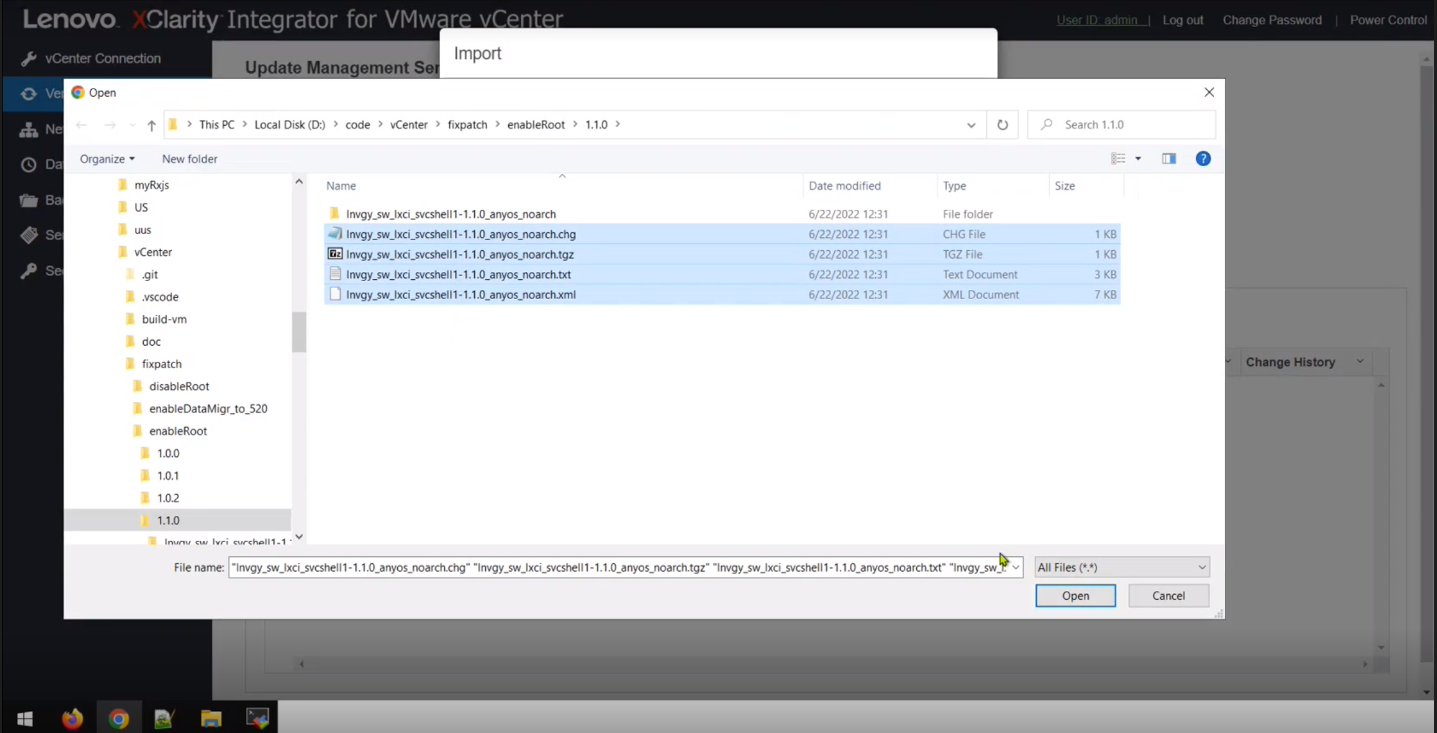 Lenovo. XClarity Integrator for VMware vCenter
User ID: admin | Log out Change Password | Power Control
vCenter Connection
Import
Update Management Ser
Ver
Open
Ne
This PC > Local Disk (D:) > code > vCenter > fixpatch > enableRoot > 1.1.0 >
Search 1.1.0
Da
Organize New folder
Ba
Se
Se
myRxjs
US
uus
vCenter
.git
.vscode
build-vm
doc
fixpatch
disableRoot
enableDataMigr_to_520
enableRoot
1.0.0
1.0.1
1.0.2
1.1.0
lnvgy_sw_lxci_svcshell1-1.
Name Date modified Type Size
lnvgy_sw_lxci_svcshell1-1.1.0_anyos_noarch 6/22/2022 12:31 File folder
lnvgy_sw_lxci_svcshell1-1.1.0_anyos_noarch.chg 6/22/2022 12:31 CHG File 1 KB
lnvgy_sw_lxci_svcshell1-1.1.0_anyos_noarch.tgz 6/22/2022 12:31 TGZ File 1 KB
lnvgy_sw_lxci_svcshell1-1.1.0_anyos_noarch.txt 6/22/2022 12:31 Text Document 3 KB
lnvgy_sw_lxci_svcshell1-1.1.0_anyos_noarch.xml 6/22/2022 12:31 XML Document 7 KB
Change History
File name: "lnvgy_sw_lxci_svcshell1-1.1.0_anyos_noarch.chg" "lnvgy_sw_lxci_svcshell1-1.1.0_anyos_noarch.tgz" "lnvgy_sw_lxci_svcshell1-1.1.0_anyos_noarch.txt" "lnvgy_sw_l
All Files (*.*)
Open Cancel